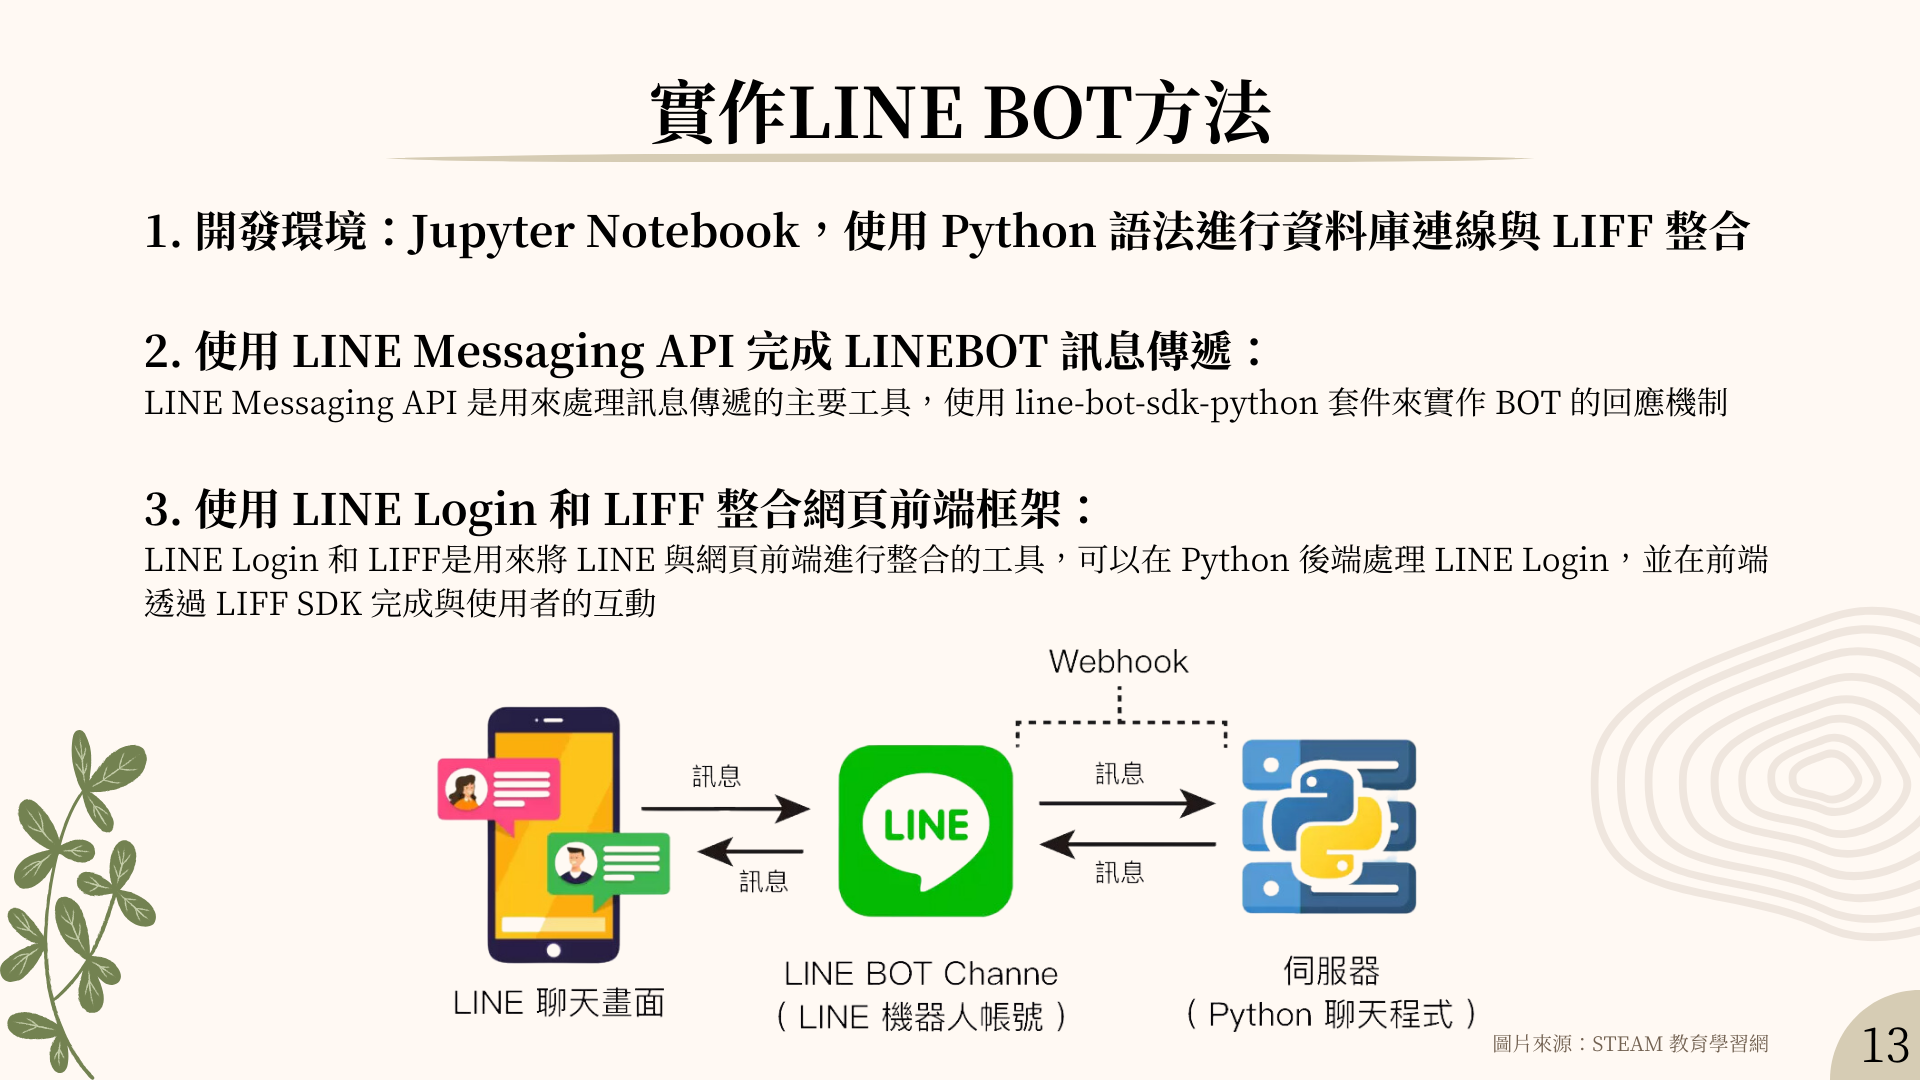 實作LINE BOT方法
1. 開發環境：Jupyter Notebook，使用 Python 語法進行資料庫連線與 LIFF 整合
2. 使用 LINE Messaging API 完成 LINEBOT 訊息傳遞：
LINE Messaging API 是用來處理訊息傳遞的主要工具，使用 line-bot-sdk-python 套件來實作 BOT 的回應機制
3. 使用 LINE Login 和 LIFF 整合網頁前端框架：
LINE Login 和 LIFF是用來將 LINE 與網頁前端進行整合的工具，可以在 Python 後端處理 LINE Login，並在前端
透過 LIFF SDK 完成與使用者的互動
Webhook
訊息
訊息
LINE
訊息
訊息
LINE 聊天畫面
LINE BOT Channe
( LINE 機器人帳號 )
伺服器
( Python 聊天程式 )
圖片來源：STEAM 教育學習網
13